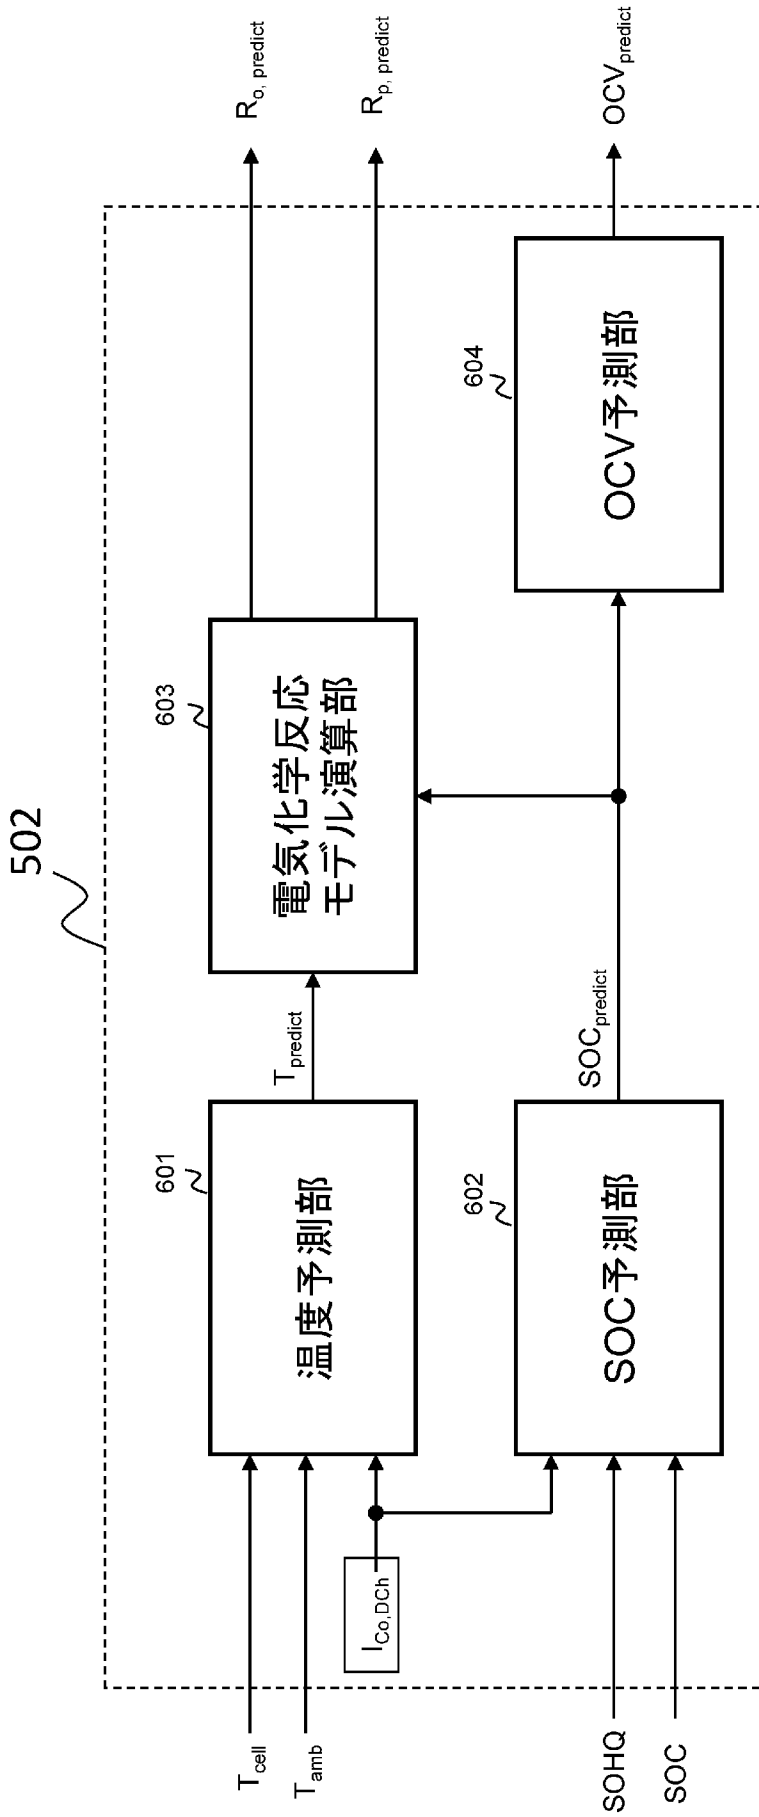 502
T_cell
T_amb
I_Co,DCh
SOHQ
SOC
601
温度予測部
T_predict
602
SOC予測部
SOC_predict
603
電気化学反応
モデル演算部
604
OCV予測部
R_o, predict
R_p, predict
OCV_predict